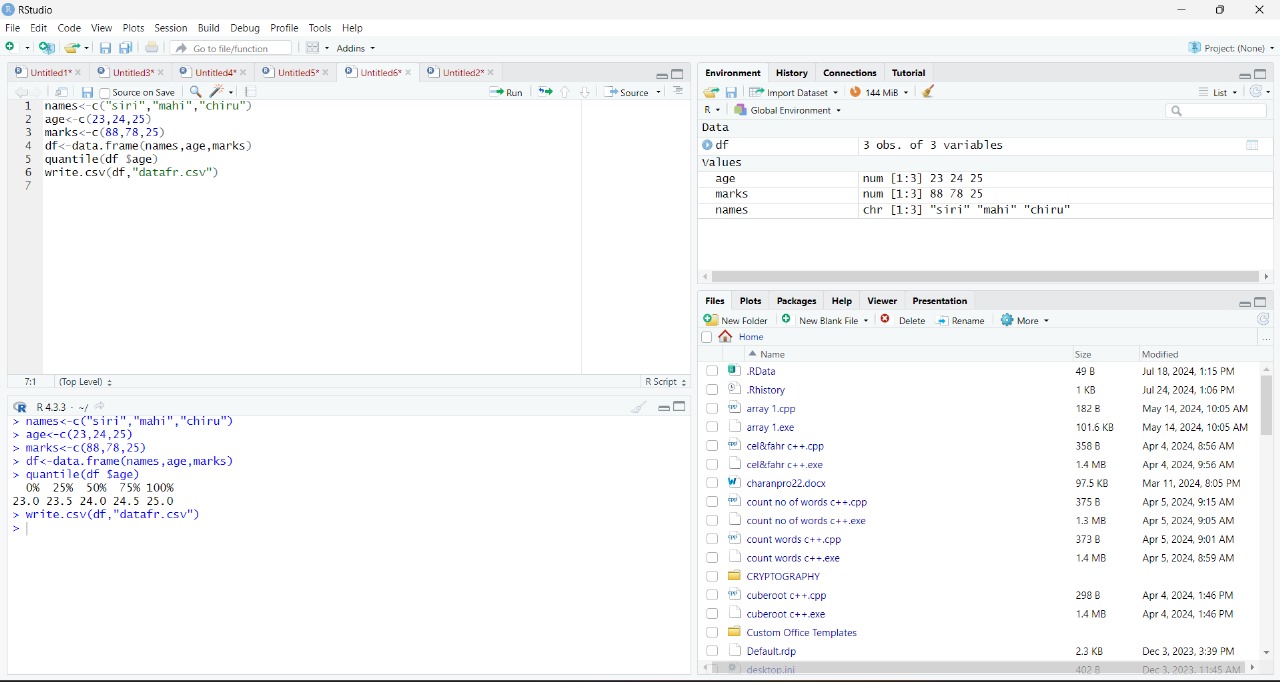 RStudio
File Edit Code View Plots Session Build Debug Profile Tools Help
Go to file/function Addins Project: (None)
Untitled1* Untitled3* Untitled4* Untitled5* Untitled6* Untitled2*
Source on Save Run Source
1 names<-c("siri","mahi","chiru")
2 age<-c(23,24,25)
3 marks<-c(88,78,25)
4 df<-data.frame(names,age,marks)
5 quantile(df $age)
6 write.csv(df,"datafr.csv")
7
7:1 (Top Level) R Script
R 4.3.3 · ~/
> names<-c("siri","mahi","chiru")
> age<-c(23,24,25)
> marks<-c(88,78,25)
> df<-data.frame(names,age,marks)
> quantile(df $age)
0% 25% 50% 75% 100%
23.0 23.5 24.0 24.5 25.0
> write.csv(df,"datafr.csv")
>
Environment History Connections Tutorial
Import Dataset 144 MiB List
R Global Environment
Data
df 3 obs. of 3 variables
Values
age num [1:3] 23 24 25
marks num [1:3] 88 78 25
names chr [1:3] "siri" "mahi" "chiru"
Files Plots Packages Help Viewer Presentation
New Folder New Blank File Delete Rename More
Home
Name Size Modified
.RData 49 B Jul 18, 2024, 1:15 PM
.Rhistory 1 KB Jul 24, 2024, 1:06 PM
array 1.cpp 182 B May 14, 2024, 10:05 AM
array 1.exe 101.6 KB May 14, 2024, 10:05 AM
cel&fahr c++.cpp 358 B Apr 4, 2024, 8:56 AM
cel&fahr c++.exe 1.4 MB Apr 4, 2024, 9:56 AM
charanpro22.docx 97.5 KB Mar 11, 2024, 8:05 PM
count no of words c++.cpp 375 B Apr 5, 2024, 9:15 AM
count no of words c++.exe 1.3 MB Apr 5, 2024, 9:05 AM
count words c++.cpp 373 B Apr 5, 2024, 9:01 AM
count words c++.exe 1.4 MB Apr 5, 2024, 8:59 AM
CRYPTOGRAPHY
cuberoot c++.cpp 298 B Apr 4, 2024, 1:46 PM
cuberoot c++.exe 1.4 MB Apr 4, 2024, 1:46 PM
Custom Office Templates
Default.rdp 2.3 KB Dec 3, 2023, 3:39 PM
desktop.ini 402 B Dec 3, 2023, 11:45 AM